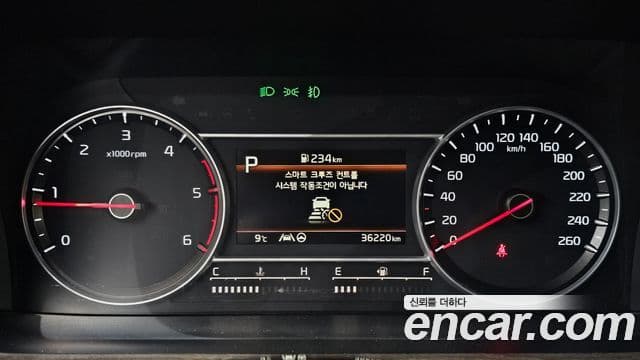 1
2
3
4
5
6
0
x1000rpm
P
234km
스마트 크루즈 컨트롤
시스템 작동조건이 아닙니다
9℃
36220km
C
H
E
F
0
20
40
60
80
100
120
140
160
180
200
220
240
260
km/h
신뢰를 더하다
encar.com